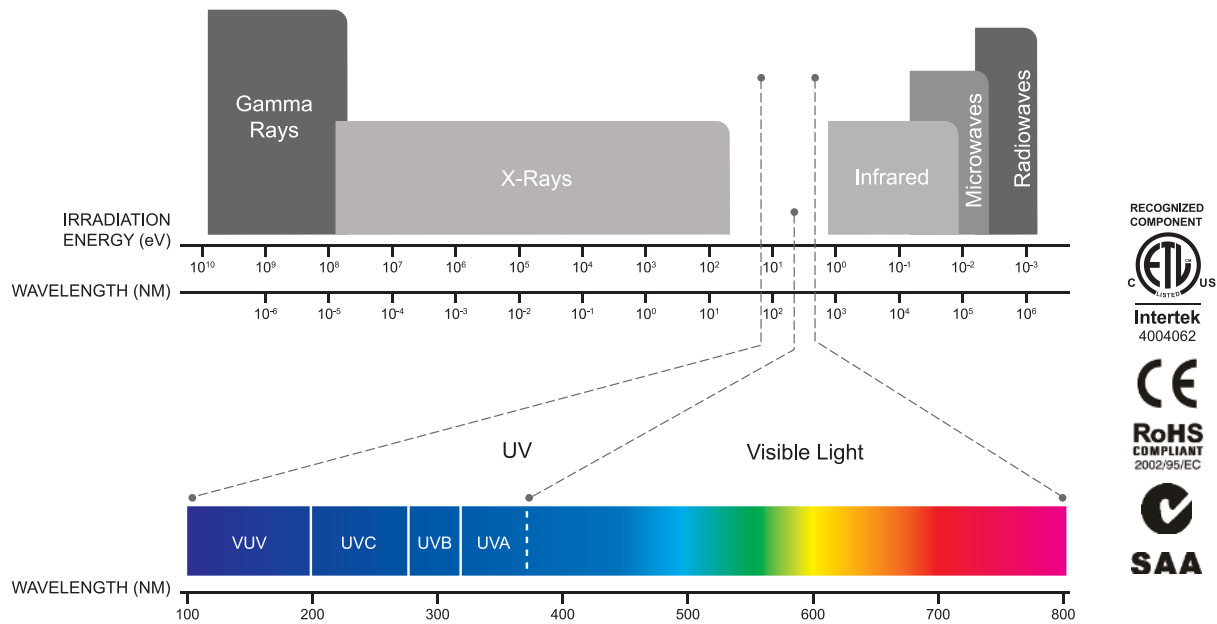 Gamma
Rays
X-Rays
Infrared
Microwaves
Radiowaves
IRRADIATION
ENERGY (eV)
10¹⁰ 10⁹ 10⁸ 10⁷ 10⁶ 10⁵ 10⁴ 10³ 10² 10¹ 10⁰ 10⁻¹ 10⁻² 10⁻³
WAVELENGTH (NM)
10⁻⁶ 10⁻⁵ 10⁻⁴ 10⁻³ 10⁻² 10⁻¹ 10⁰ 10¹ 10² 10³ 10⁴ 10⁵ 10⁶
UV
Visible Light
VUV UVC UVB UVA
WAVELENGTH (NM)
100 200 300 400 500 600 700 800
RECOGNIZED
COMPONENT
ETL CM
C LISTED US
Intertek
4004062
CE
RoHS
COMPLIANT
2002/95/EC
SAA